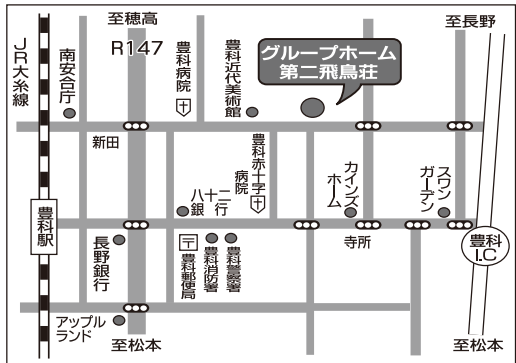 至穂高
至長野
R147
JR大糸線
南安合庁
豊科病院
豊科近代美術館
グループホーム
第二飛鳥荘
新田
豊科赤十字
病院
八十二
銀行
カインズ
ホーム
スワン
ガーデン
豊科駅
長野銀行
〒
豊科郵便局
豊科消防署
豊科警察署
寺所
豊科
I.C
アップル
ランド
至松本
至松本